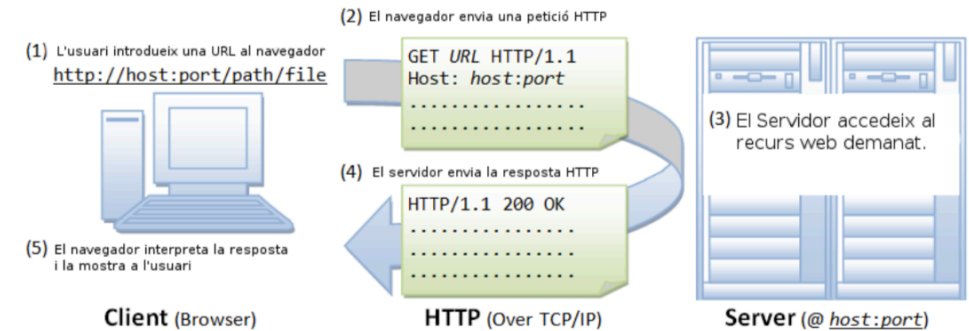 (1) L'usuari introdueix una URL al navegador
http://host:port/path/file
(2) El navegador envia una petició HTTP
GET URL HTTP/1.1
Host: host:port
.................
.................
(3) El Servidor accedeix al
recurs web demanat.
(4) El servidor envia la resposta HTTP
HTTP/1.1 200 OK
................
................
................
(5) El navegador interpreta la resposta
i la mostra a l'usuari
Client (Browser)
HTTP (Over TCP/IP)
Server (@ host:port)